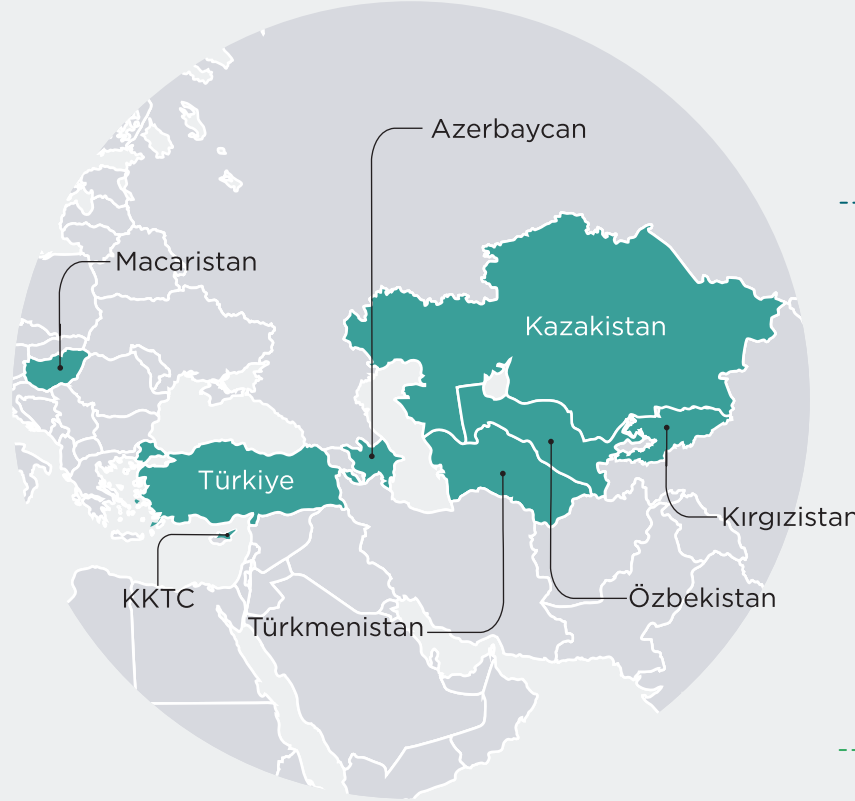 Azerbaycan
Macaristan
Kazakistan
Türkiye
Kırgızistan
KKTC
Özbekistan
Türkmenistan